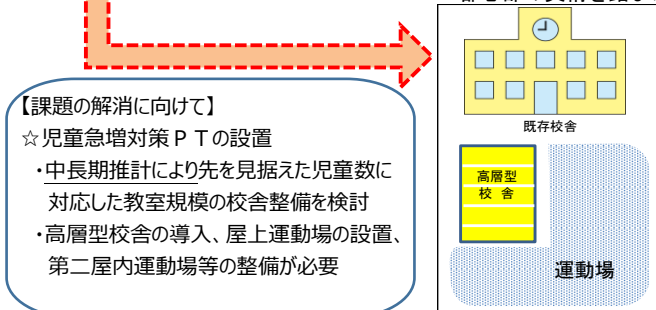 【課題の解消に向けて】
☆児童急増対策ＰＴの設置
・中長期推計により先を見据えた児童数に
対応した教室規模の校舎整備を検討
・高層型校舎の導入、屋上運動場の設置、
第二屋内運動場等の整備が必要
既存校舎
高層型
校 舎
運動場